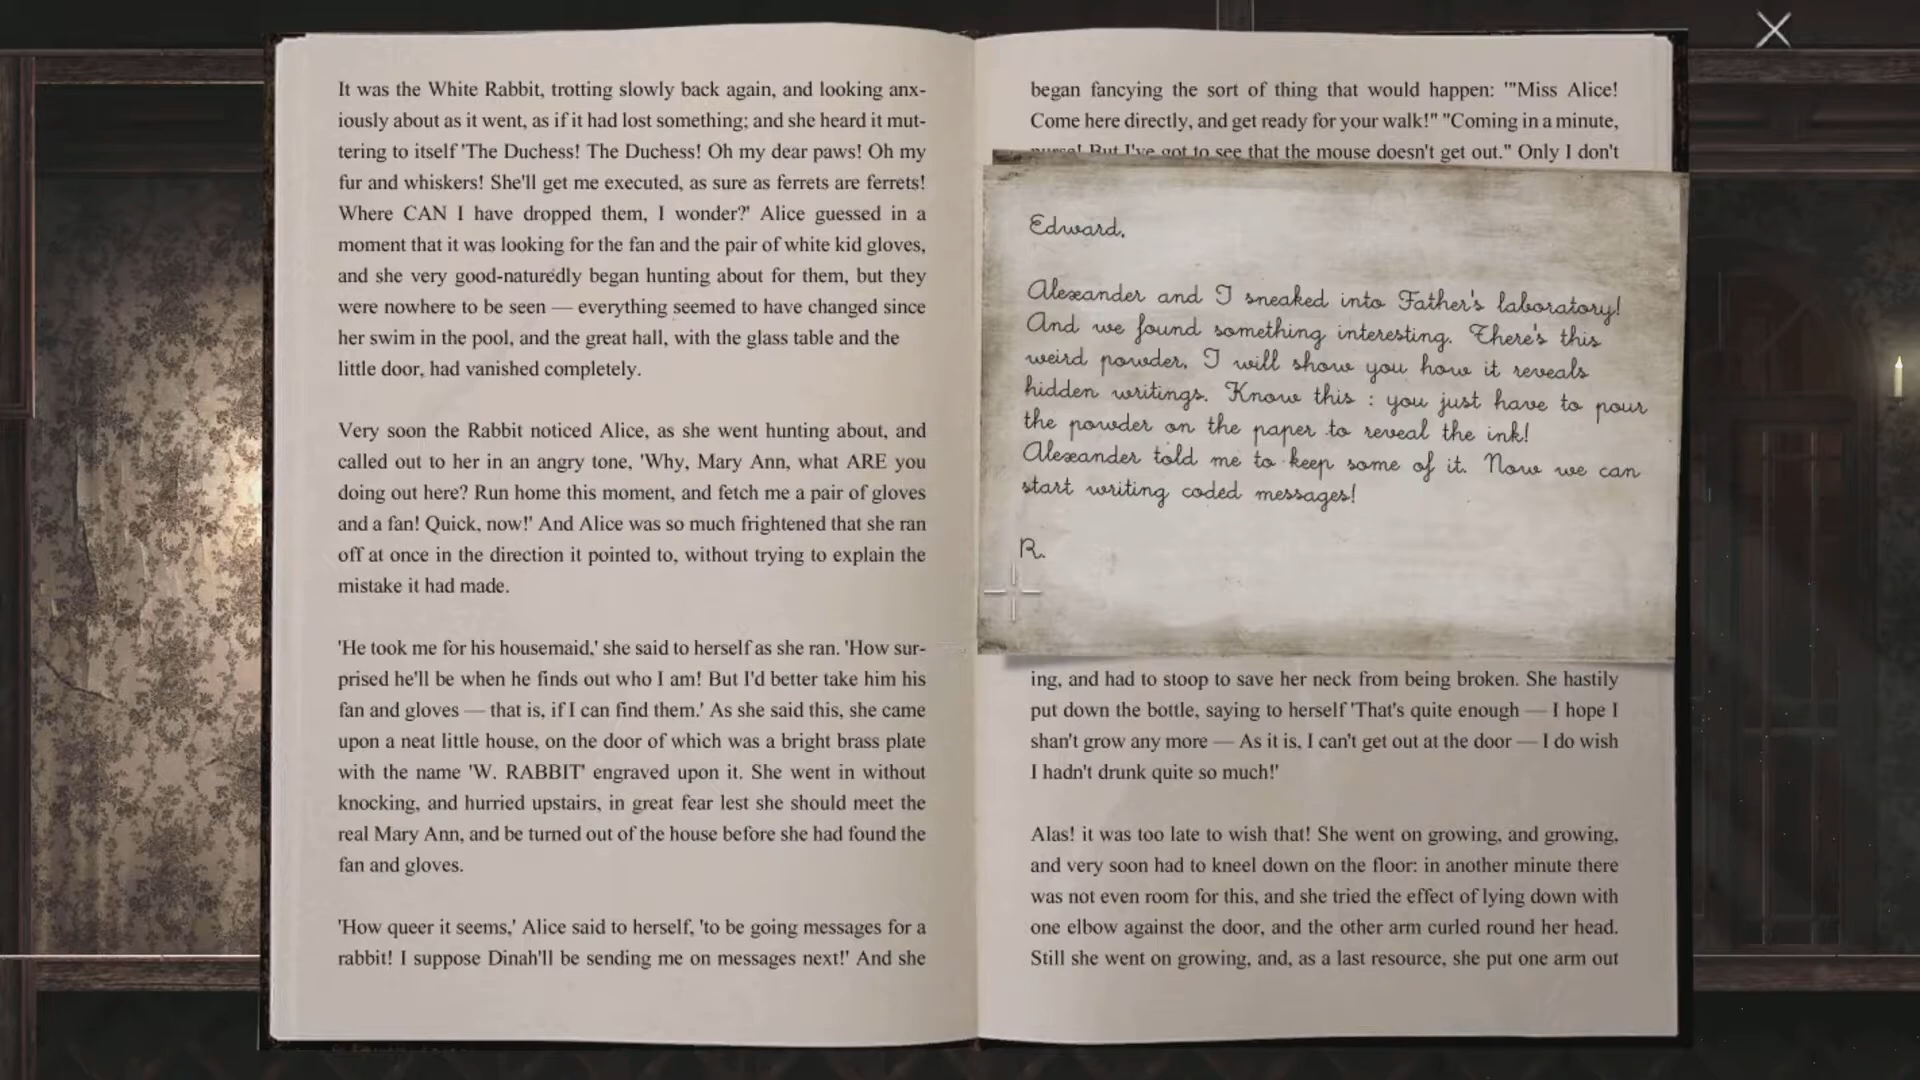 It was the White Rabbit, trotting slowly back again, and looking anx-
iously about as it went, as if it had lost something; and she heard it mut-
tering to itself 'The Duchess! The Duchess! Oh my dear paws! Oh my
fur and whiskers! She'll get me executed, as sure as ferrets are ferrets!
Where CAN I have dropped them, I wonder?' Alice guessed in a
moment that it was looking for the fan and the pair of white kid gloves,
and she very good-naturedly began hunting about for them, but they
were nowhere to be seen — everything seemed to have changed since
her swim in the pool, and the great hall, with the glass table and the
little door, had vanished completely.
Very soon the Rabbit noticed Alice, as she went hunting about, and
called out to her in an angry tone, 'Why, Mary Ann, what ARE you
doing out here? Run home this moment, and fetch me a pair of gloves
and a fan! Quick, now!' And Alice was so much frightened that she ran
off at once in the direction it pointed to, without trying to explain the
mistake it had made.
'He took me for his housemaid,' she said to herself as she ran. 'How sur-
prised he'll be when he finds out who I am! But I'd better take him his
fan and gloves — that is, if I can find them.' As she said this, she came
upon a neat little house, on the door of which was a bright brass plate
with the name 'W. RABBIT' engraved upon it. She went in without
knocking, and hurried upstairs, in great fear lest she should meet the
real Mary Ann, and be turned out of the house before she had found the
fan and gloves.
'How queer it seems,' Alice said to herself, 'to be going messages for a
rabbit! I suppose Dinah'll be sending me on messages next!' And she
began fancying the sort of thing that would happen: '"Miss Alice!
Come here directly, and get ready for your walk!" "Coming in a minute,
nurse! But I've got to see that the mouse doesn't get out." Only I don't
Edward,
Alexander and I sneaked into Father's laboratory!
And we found something interesting. There's this
weird powder. I will show you how it reveals
hidden writings. Know this : you just have to pour
the powder on the paper to reveal the ink!
Alexander told me to keep some of it. Now we can
start writing coded messages!
R.
ing, and had to stoop to save her neck from being broken. She hastily
put down the bottle, saying to herself 'That's quite enough — I hope I
shan't grow any more — As it is, I can't get out at the door — I do wish
I hadn't drunk quite so much!'
Alas! it was too late to wish that! She went on growing, and growing,
and very soon had to kneel down on the floor: in another minute there
was not even room for this, and she tried the effect of lying down with
one elbow against the door, and the other arm curled round her head.
Still she went on growing, and, as a last resource, she put one arm out